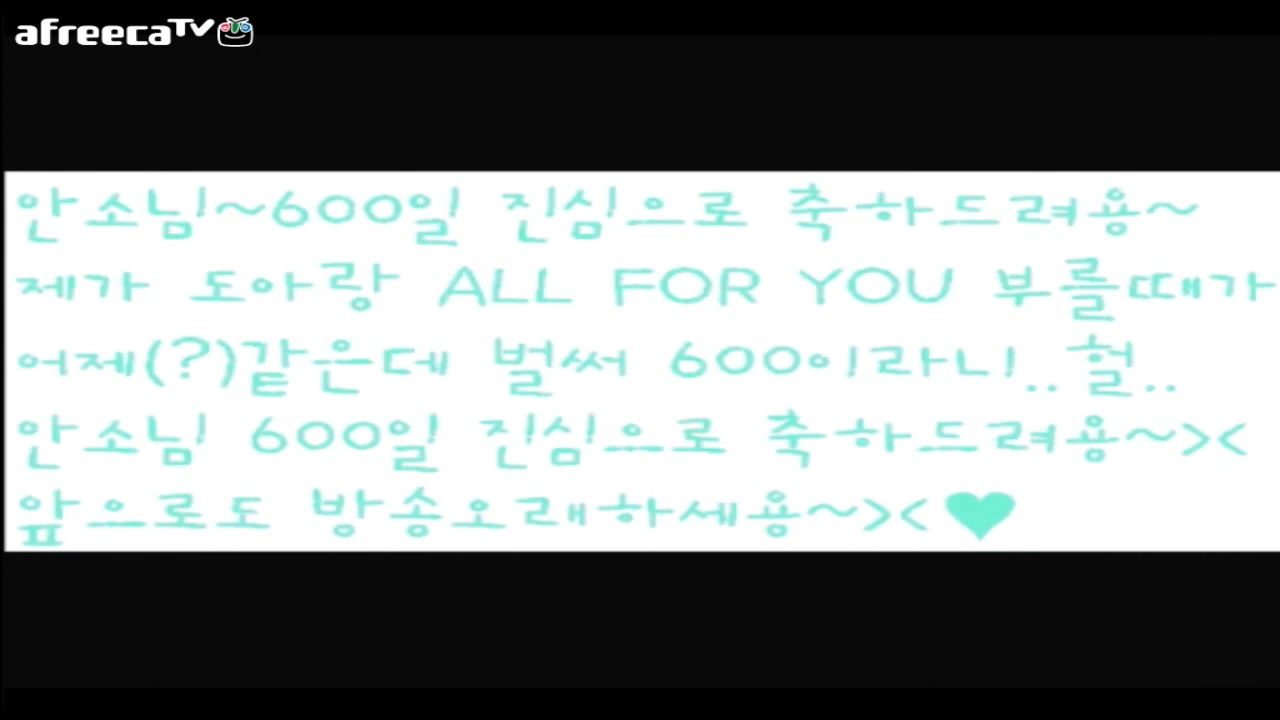 afreecaTV
안소님~600일 진심으로 축하드려용~
제가 도아랑 ALL FOR YOU 부를때가
어제(?)같은데 벌써 600이라니.. 헐..
안소님 600일 진심으로 축하드려용~><
앞으로도 방송오래하세용~><♥